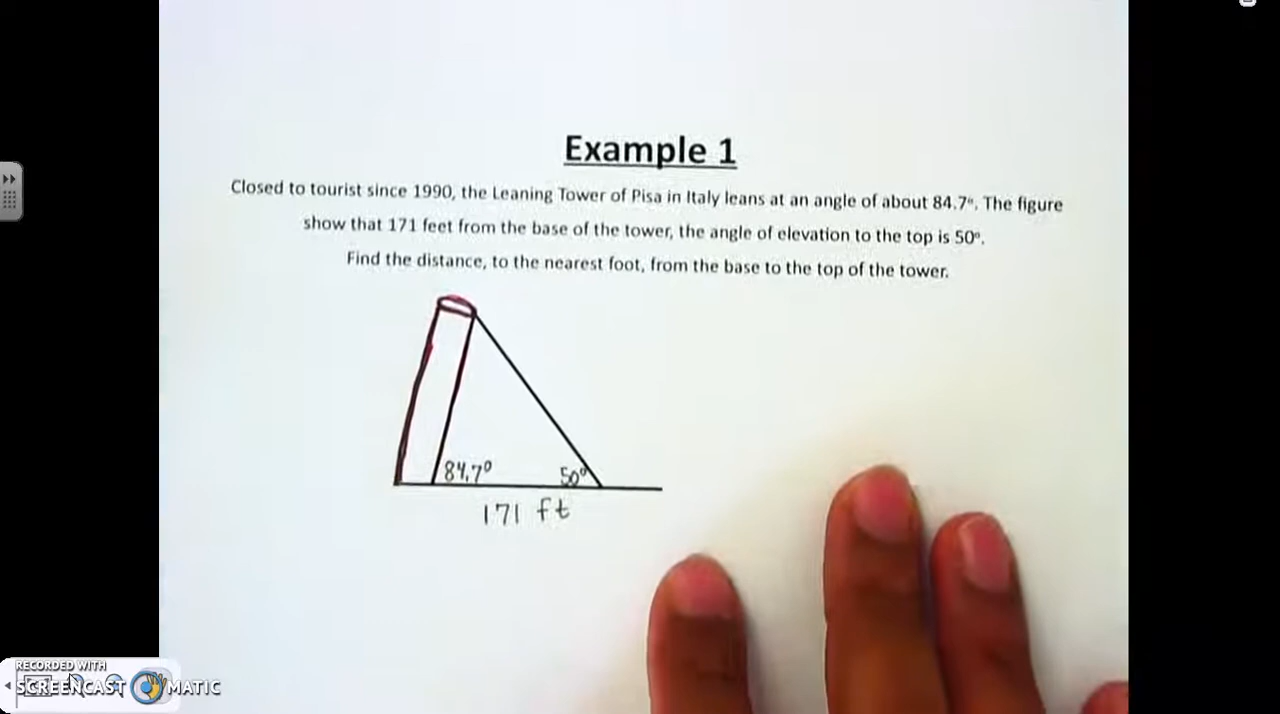 Example 1
Closed to tourist since 1990, the Leaning Tower of Pisa in Italy leans at an angle of about 84.7°. The figure
show that 171 feet from the base of the tower, the angle of elevation to the top is 50°.
Find the distance, to the nearest foot, from the base to the top of the tower.
84.7° 50°
171 ft
RECORDED WITH
SCREENCAST MATIC